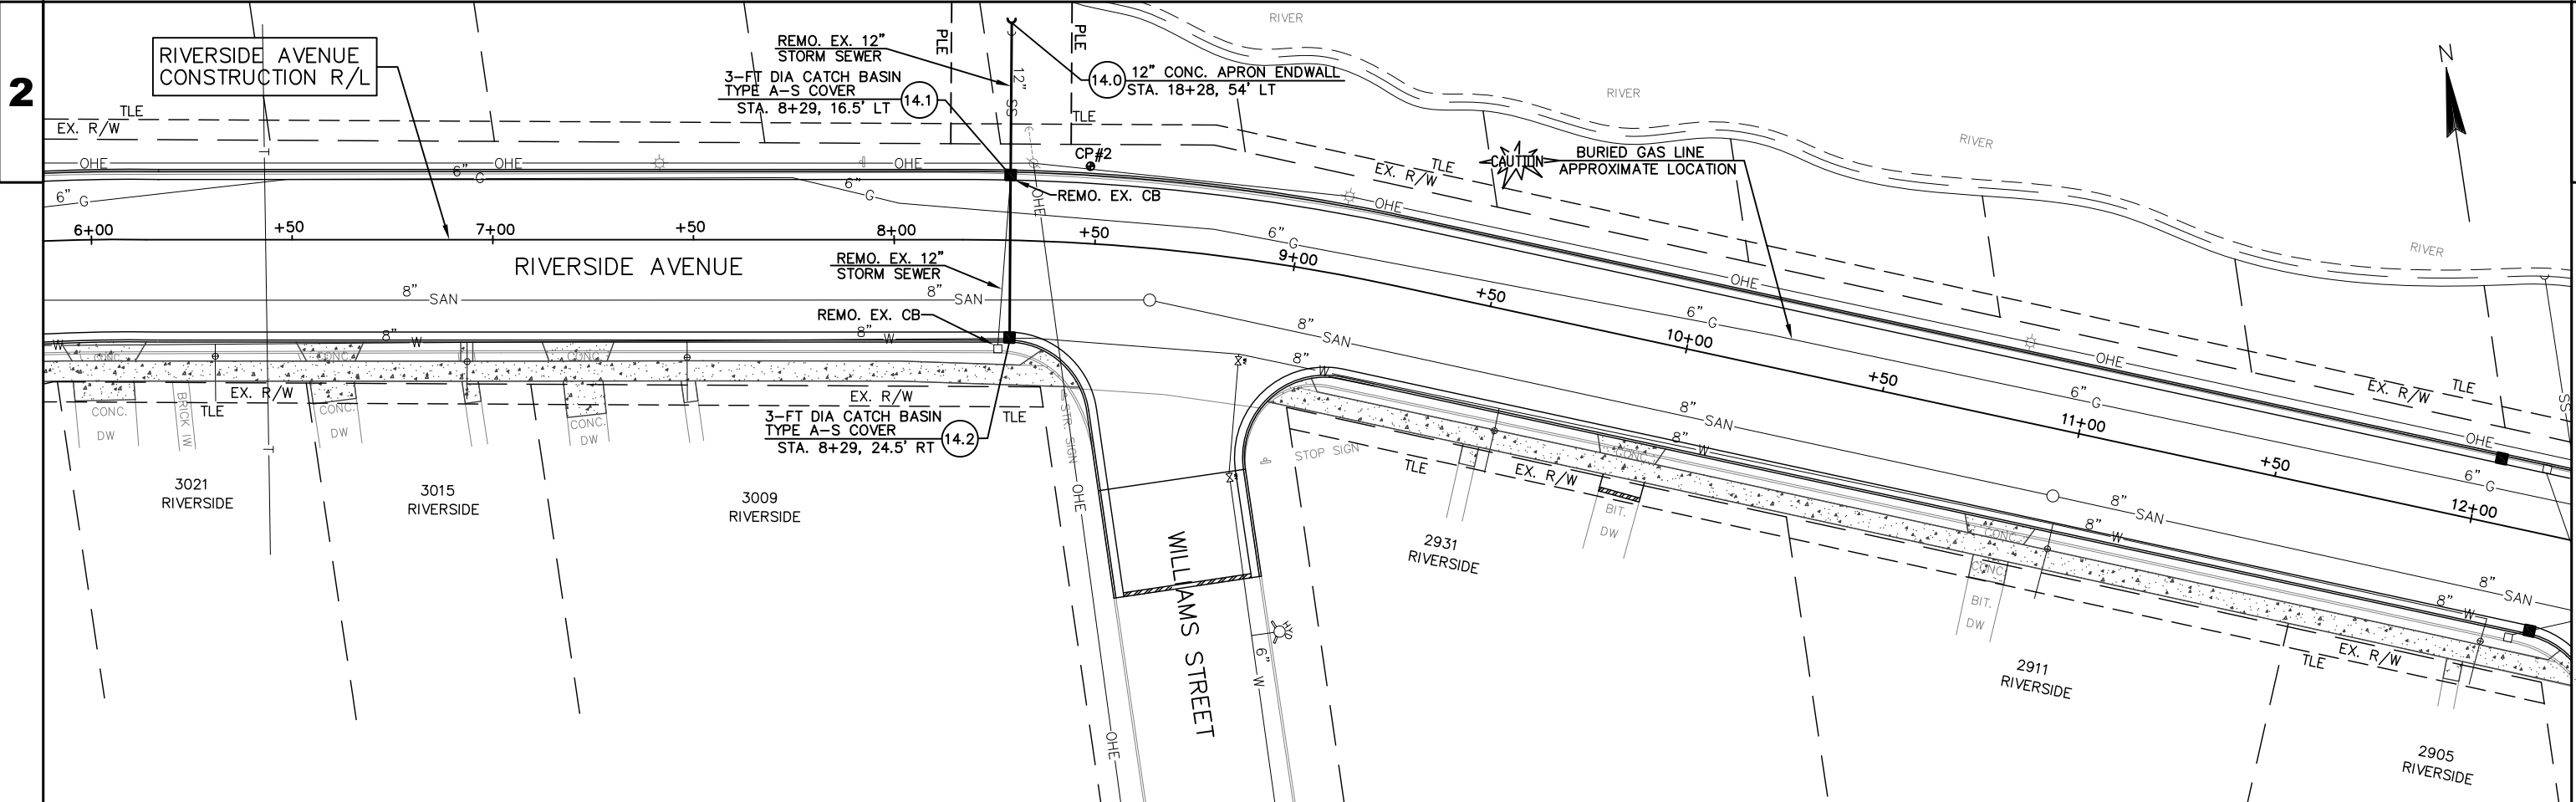 2
RIVERSIDE AVENUE
CONSTRUCTION R/L
REMO. EX. 12"
STORM SEWER
3-FT DIA CATCH BASIN
TYPE A-S COVER
STA. 8+29, 16.5' LT
14.1
PLE
12" SS
PLE
14.0
12" CONC. APRON ENDWALL
STA. 18+28, 54' LT
RIVER
RIVER
RIVER
RIVER
N
TLE
EX. R/W
TLE
CP#2
TLE
EX. R/W
CAUTION
BURIED GAS LINE
APPROXIMATE LOCATION
T
OHE
OHE
OHE
OHE
OHE
OHE
OHE
OHE
6" G
6" G
6" G
6" G
6" G
6" G
6" G
REMO. EX. CB
6+00
+50
7+00
+50
8+00
+50
9+00
+50
10+00
+50
11+00
+50
12+00
RIVERSIDE AVENUE
REMO. EX. 12"
STORM SEWER
REMO. EX. CB
8" SAN
8" SAN
8" SAN
8" SAN
8" SAN
8" SAN
W
8" W
8" W
8" W
8" W
8" W
8" W
EX. R/W
TLE
SS
CONC.
CONC.
CONC.
CONC.
DW
BRICK IW
TLE
EX. R/W
CONC.
DW
CONC.
DW
EX. R/W
TLE
3-FT DIA CATCH BASIN
TYPE A-S COVER
STA. 8+29, 24.5' RT
14.2
STR. SIGN
OHE
OHE
STOP SIGN
TLE
EX. R/W
CONC.
BIT.
DW
CONC.
CONC.
BIT.
DW
EX. R/W
TLE
T
3021
RIVERSIDE
3015
RIVERSIDE
3009
RIVERSIDE
WILLIAMS STREET
HYD
6" W
2931
RIVERSIDE
2911
RIVERSIDE
2905
RIVERSIDE